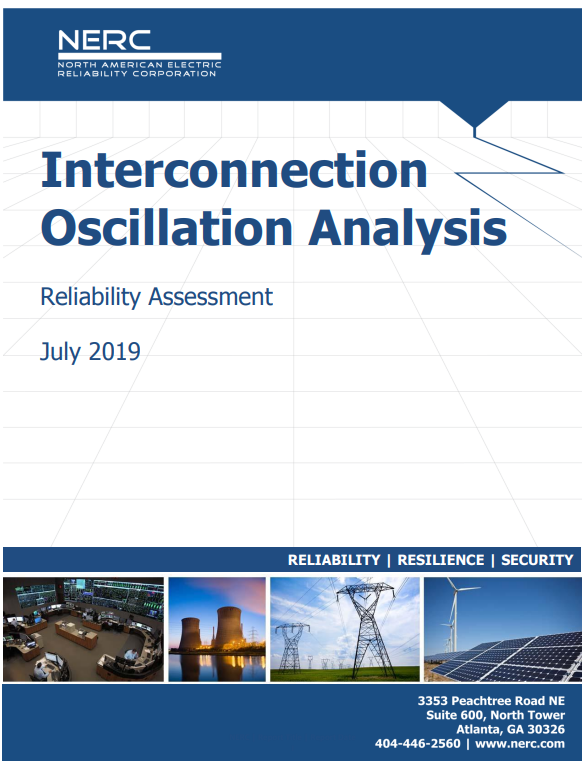 NERC
NORTH AMERICAN ELECTRIC
RELIABILITY CORPORATION
Interconnection
Oscillation Analysis
Reliability Assessment
July 2019
RELIABILITY | RESILIENCE | SECURITY
3353 Peachtree Road NE
Suite 600, North Tower
Atlanta, GA 30326
404-446-2560 | www.nerc.com